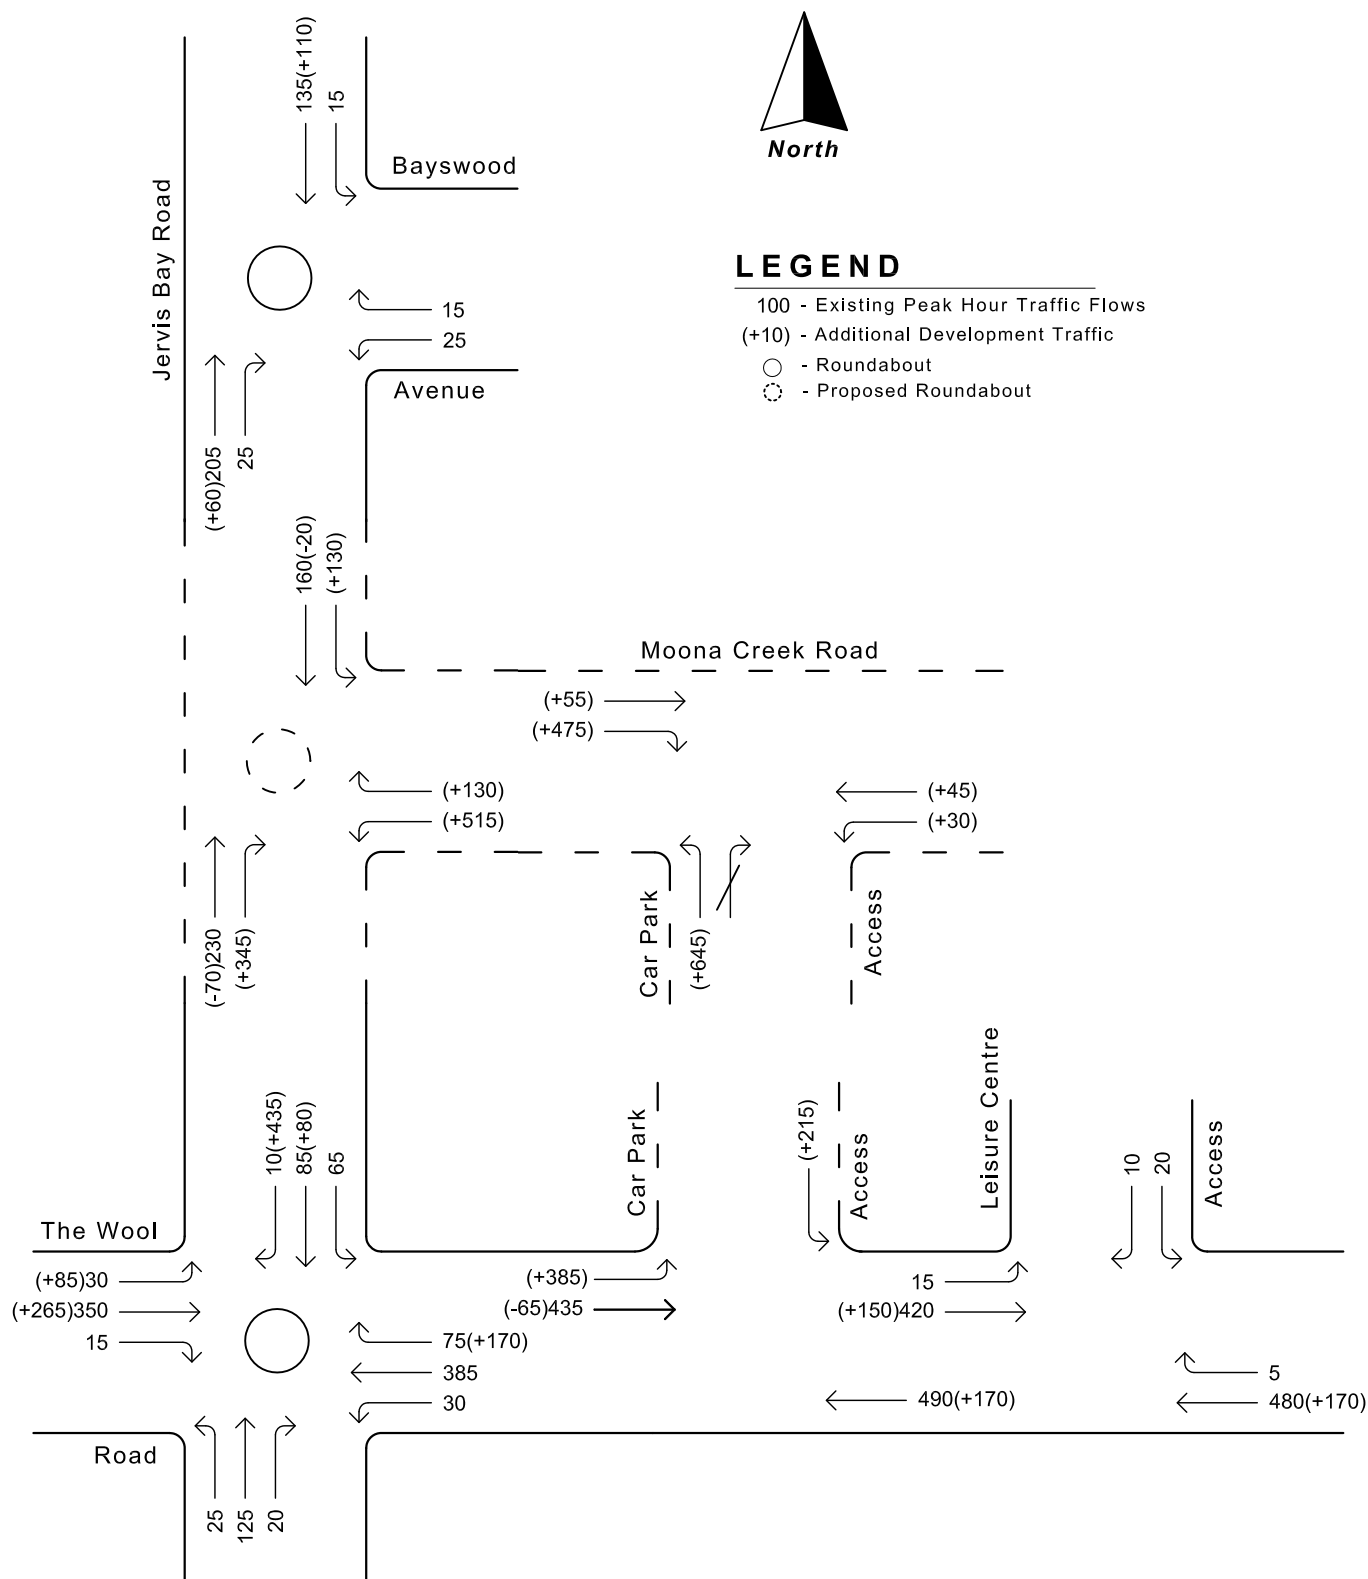 135(+110)
15
North
Bayswood
Jervis Bay Road
LEGEND
100 - Existing Peak Hour Traffic Flows
(+10) - Additional Development Traffic
- Roundabout
- Proposed Roundabout
15
25
Avenue
(+60)205
25
160(-20)
(+130)
Moona Creek Road
(+55)
(+475)
(+130)
(+515)
(+45)
(+30)
(-70)230
(+345)
Car Park
(+645)
Access
10(+435)
85(+80)
65
Car Park
(+215)
Access
Leisure Centre
10
20
Access
The Wool
(+85)30
(+265)350
15
(+385)
(-65)435
15
(+150)420
75(+170)
385
30
490(+170)
5
480(+170)
Road
25
125
20